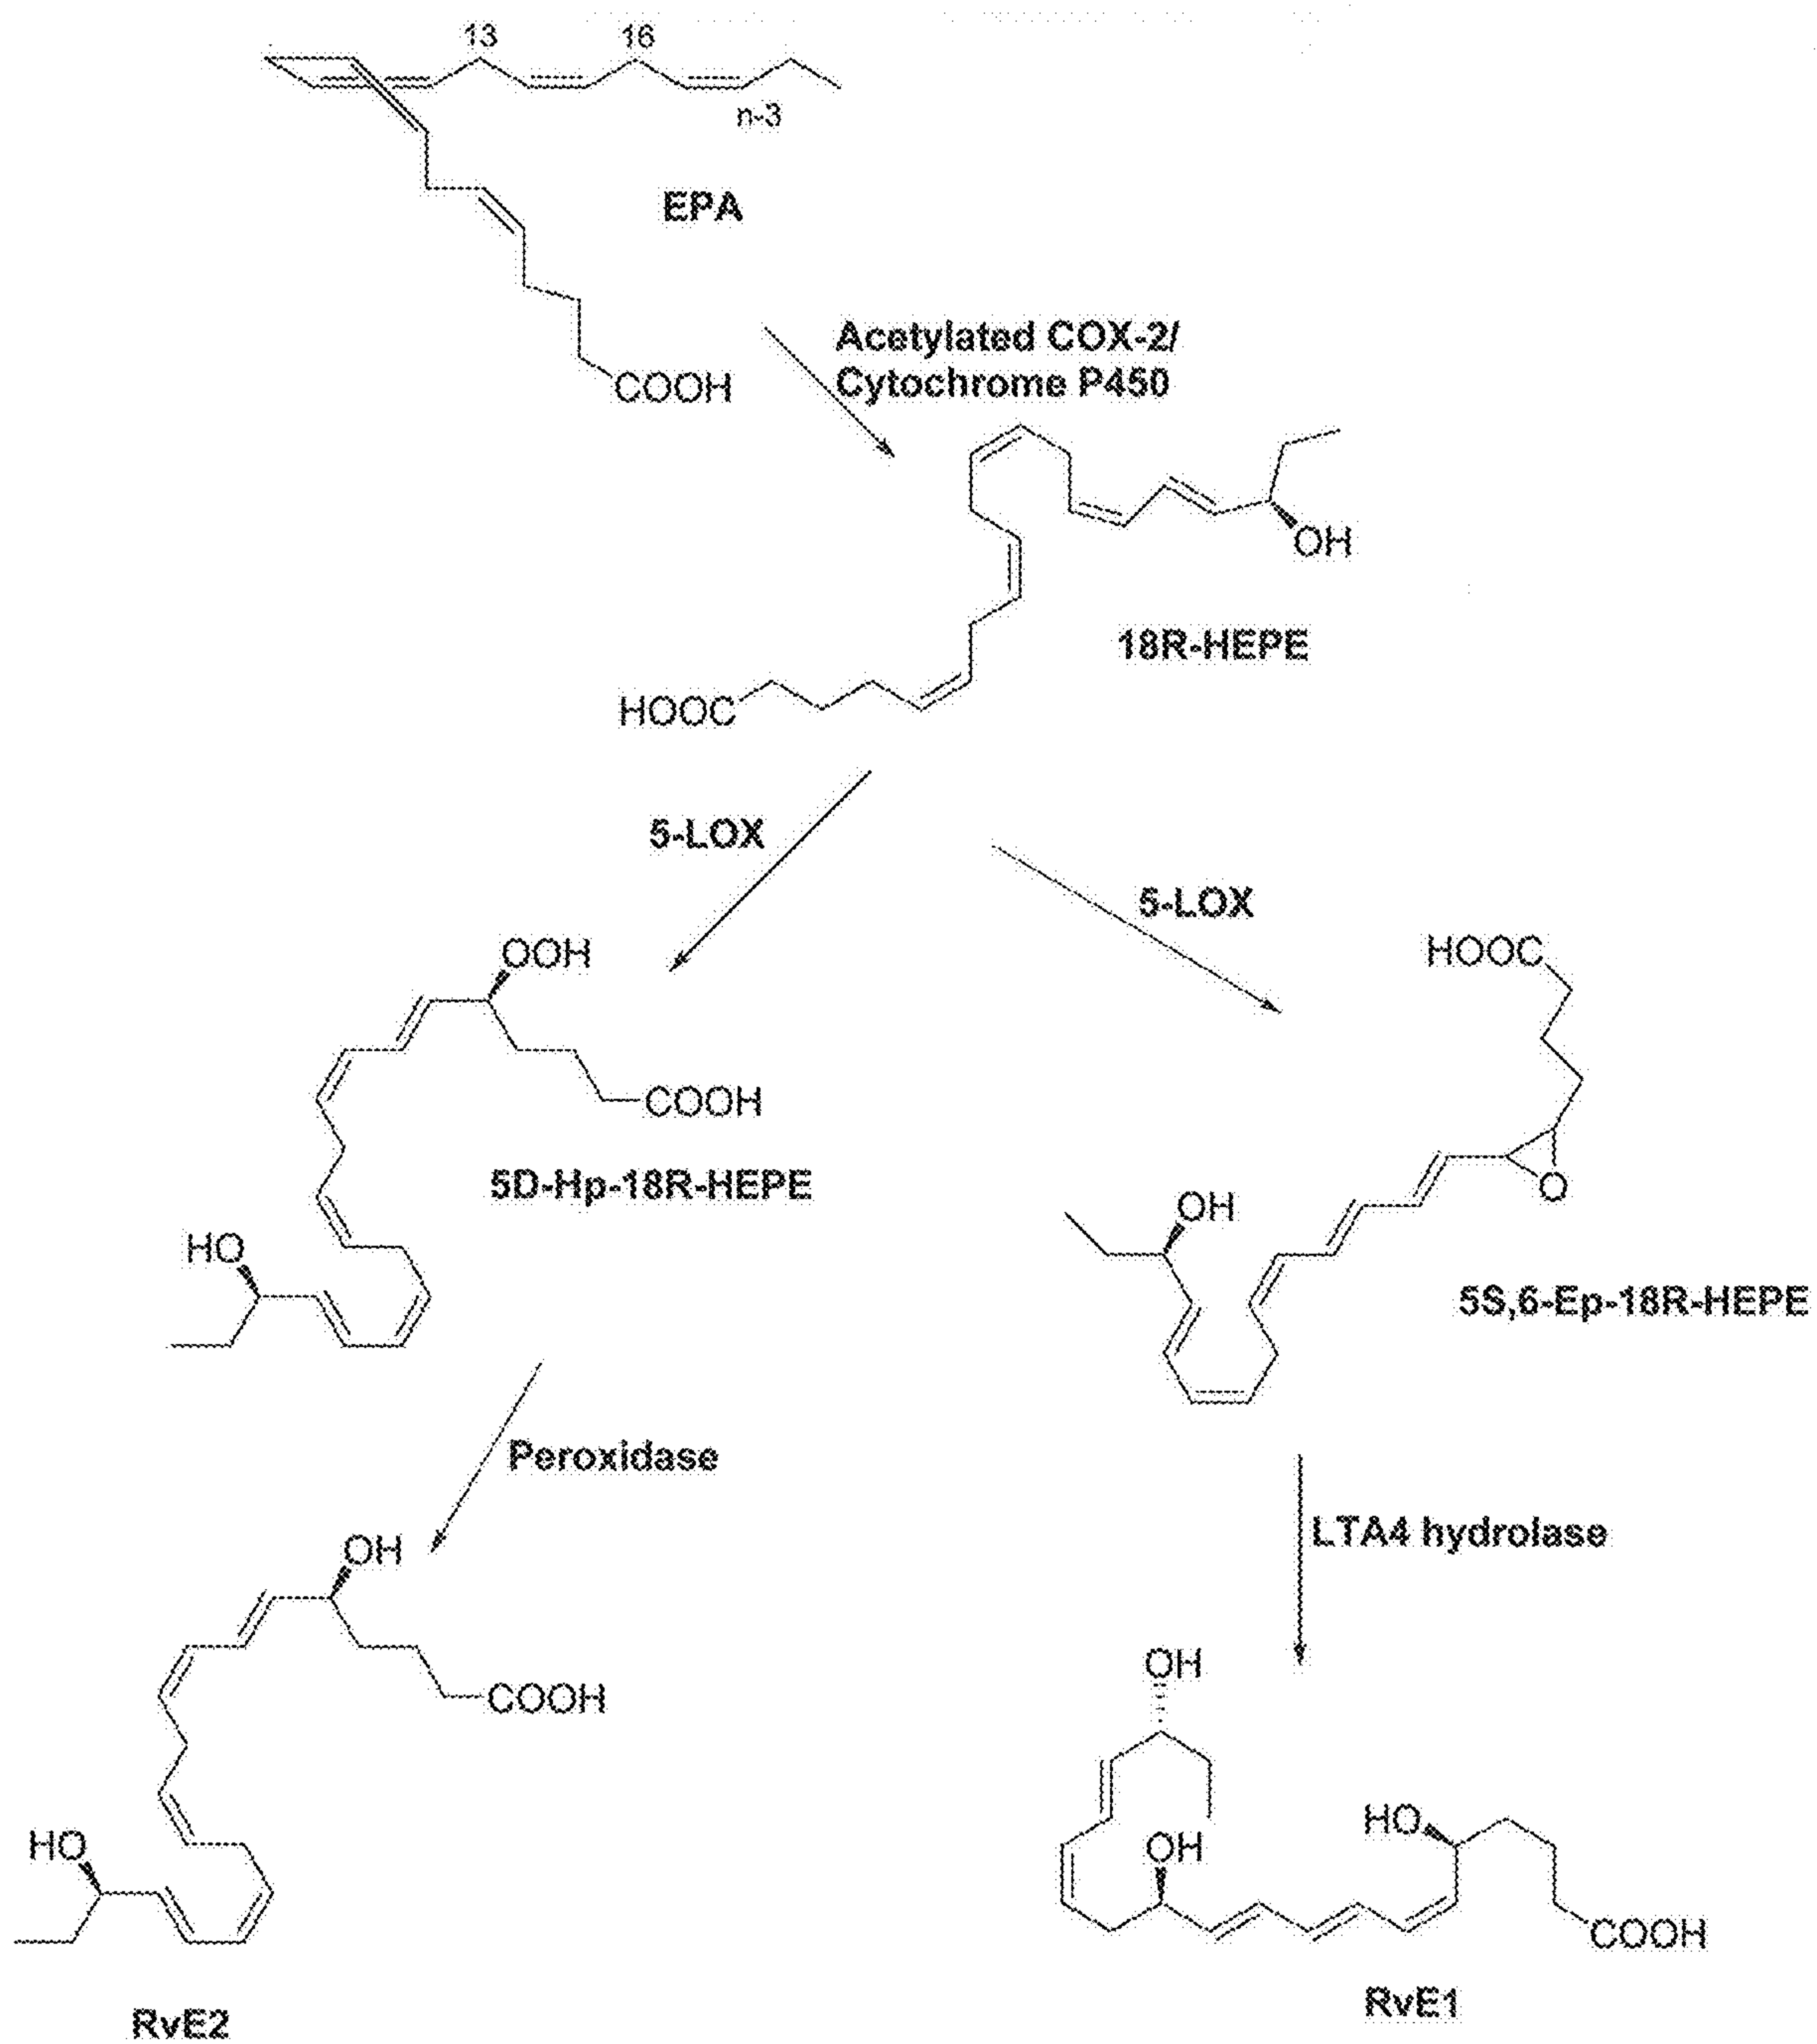 13
16
n-3
EPA
COOH
Acetylated COX-2/
Cytochrome P450
OH
18R-HEPE
HOOC
5-LOX
5-LOX
OOH
HOOC
COOH
5D-Hp-18R-HEPE
O
OH
HO
5S,6-Ep-18R-HEPE
Peroxidase
LTA4 hydrolase
OH
OH
COOH
HO
OH
HO
COOH
RvE1
RvE2